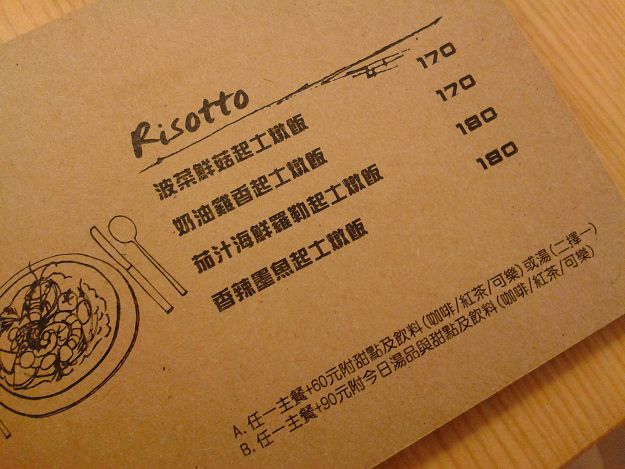 Risotto
波菜鮮菇起士燉飯 170
奶油雞香起士燉飯 170
茄汁海鮮羅勒起士燉飯 180
香辣墨魚起士燉飯 180
A. 任一主餐+60元附甜點及飲料(咖啡/紅茶/可樂)或湯(二擇一)
B. 任一主餐+90元附今日湯品與甜點及飲料(咖啡/紅茶/可樂)